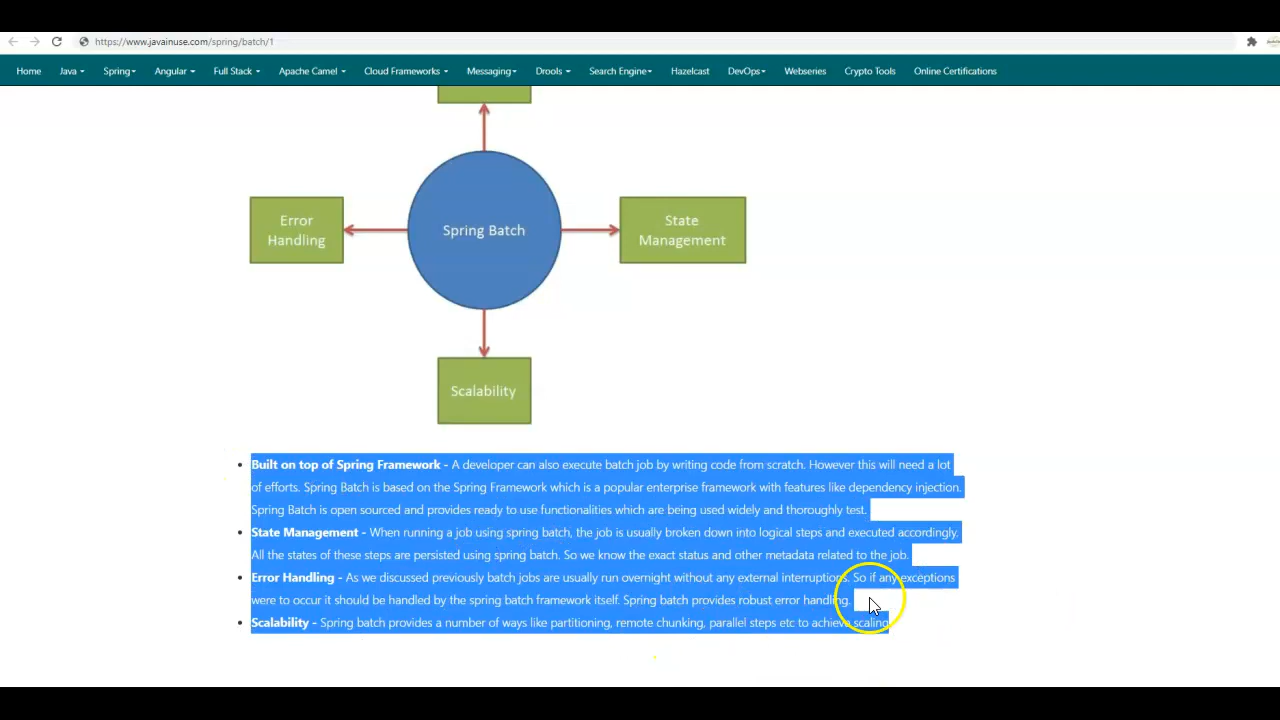 https://www.javainuse.com/spring/batch/1
Home Java Spring Angular Full Stack Apache Camel Cloud Frameworks Messaging Drools Search Engine Hazelcast DevOps Webseries Crypto Tools Online Certifications
Error
Handling
Spring Batch
State
Management
Scalability
Built on top of Spring Framework - A developer can also execute batch job by writing code from scratch. However this will need a lot
of efforts. Spring Batch is based on the Spring Framework which is a popular enterprise framework with features like dependency injection.
Spring Batch is open sourced and provides ready to use functionalities which are being used widely and thoroughly test.
State Management - When running a job using spring batch, the job is usually broken down into logical steps and executed accordingly.
All the states of these steps are persisted using spring batch. So we know the exact status and other metadata related to the job.
Error Handling - As we discussed previously batch jobs are usually run overnight without any external interruptions. So if any exceptions
were to occur it should be handled by the spring batch framework itself. Spring batch provides robust error handling.
Scalability - Spring batch provides a number of ways like partitioning, remote chunking, parallel steps etc to achieve scaling